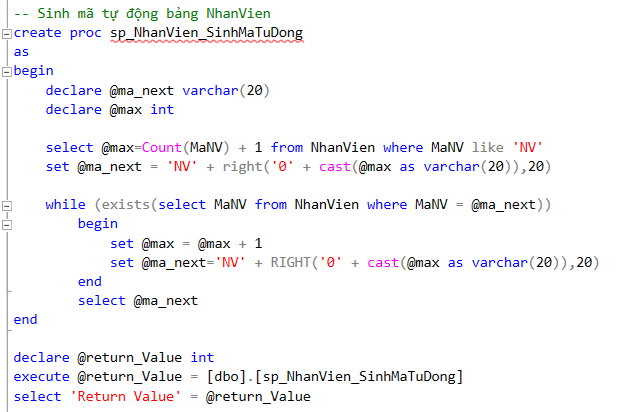 -- Sinh mã tự động bảng NhanVien
create proc sp_NhanVien_SinhMaTuDong
as
begin
declare @ma_next varchar(20)
declare @max int
select @max=Count(MaNV) + 1 from NhanVien where MaNV like 'NV'
set @ma_next = 'NV' + right('0' + cast(@max as varchar(20)),20)
while (exists(select MaNV from NhanVien where MaNV = @ma_next))
begin
set @max = @max + 1
set @ma_next='NV' + RIGHT('0' + cast(@max as varchar(20)),20)
end
select @ma_next
end
declare @return_Value int
execute @return_Value = [dbo].[sp_NhanVien_SinhMaTuDong]
select 'Return Value' = @return_Value